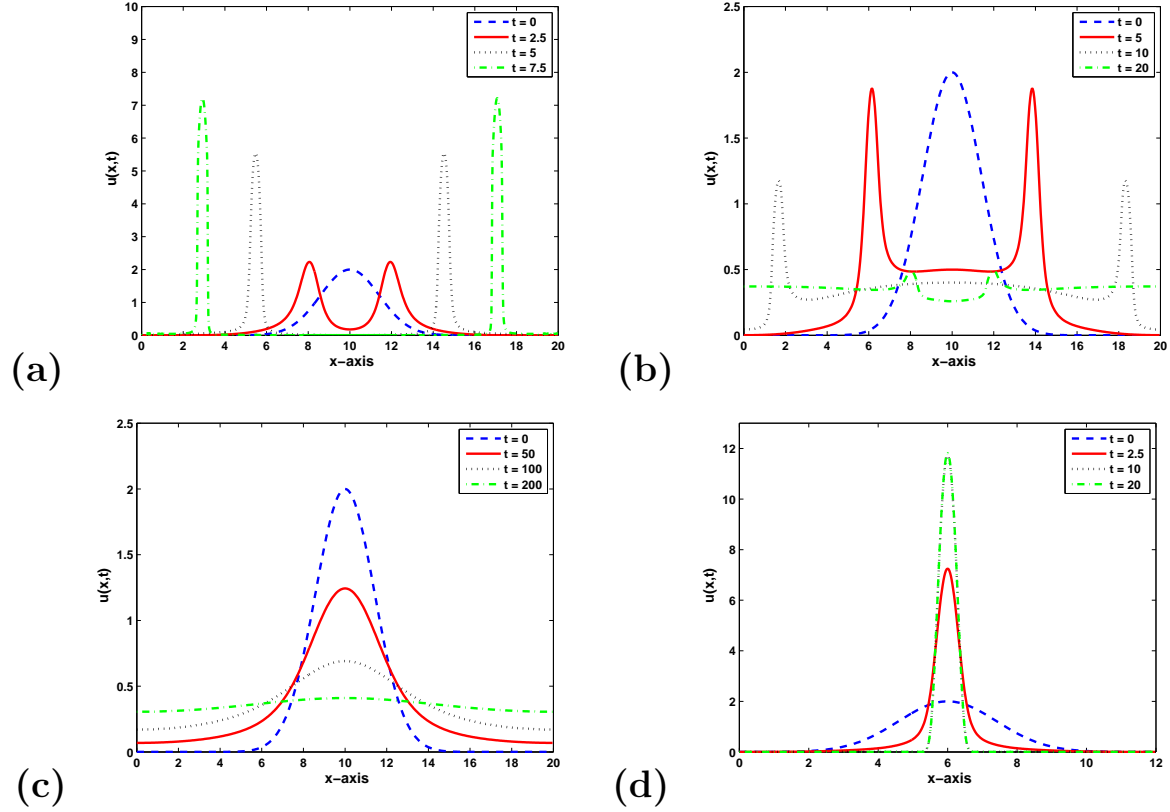 10
9
8
7
6
5
4
3
2
1
0
u(x,t)
t = 0
t = 2.5
t = 5
t = 7.5
0 2 4 6 8 10 12 14 16 18 20
x−axis
(a)
2.5
2
1.5
1
0.5
0
u(x,t)
t = 0
t = 5
t = 10
t = 20
0 2 4 6 8 10 12 14 16 18 20
x−axis
(b)
2.5
2
1.5
1
0.5
0
u(x,t)
t = 0
t = 50
t = 100
t = 200
0 2 4 6 8 10 12 14 16 18 20
x−axis
(c)
12
10
8
6
4
2
0
u(x,t)
t = 0
t = 2.5
t = 10
t = 20
0 2 4 6 8 10 12
x−axis
(d)